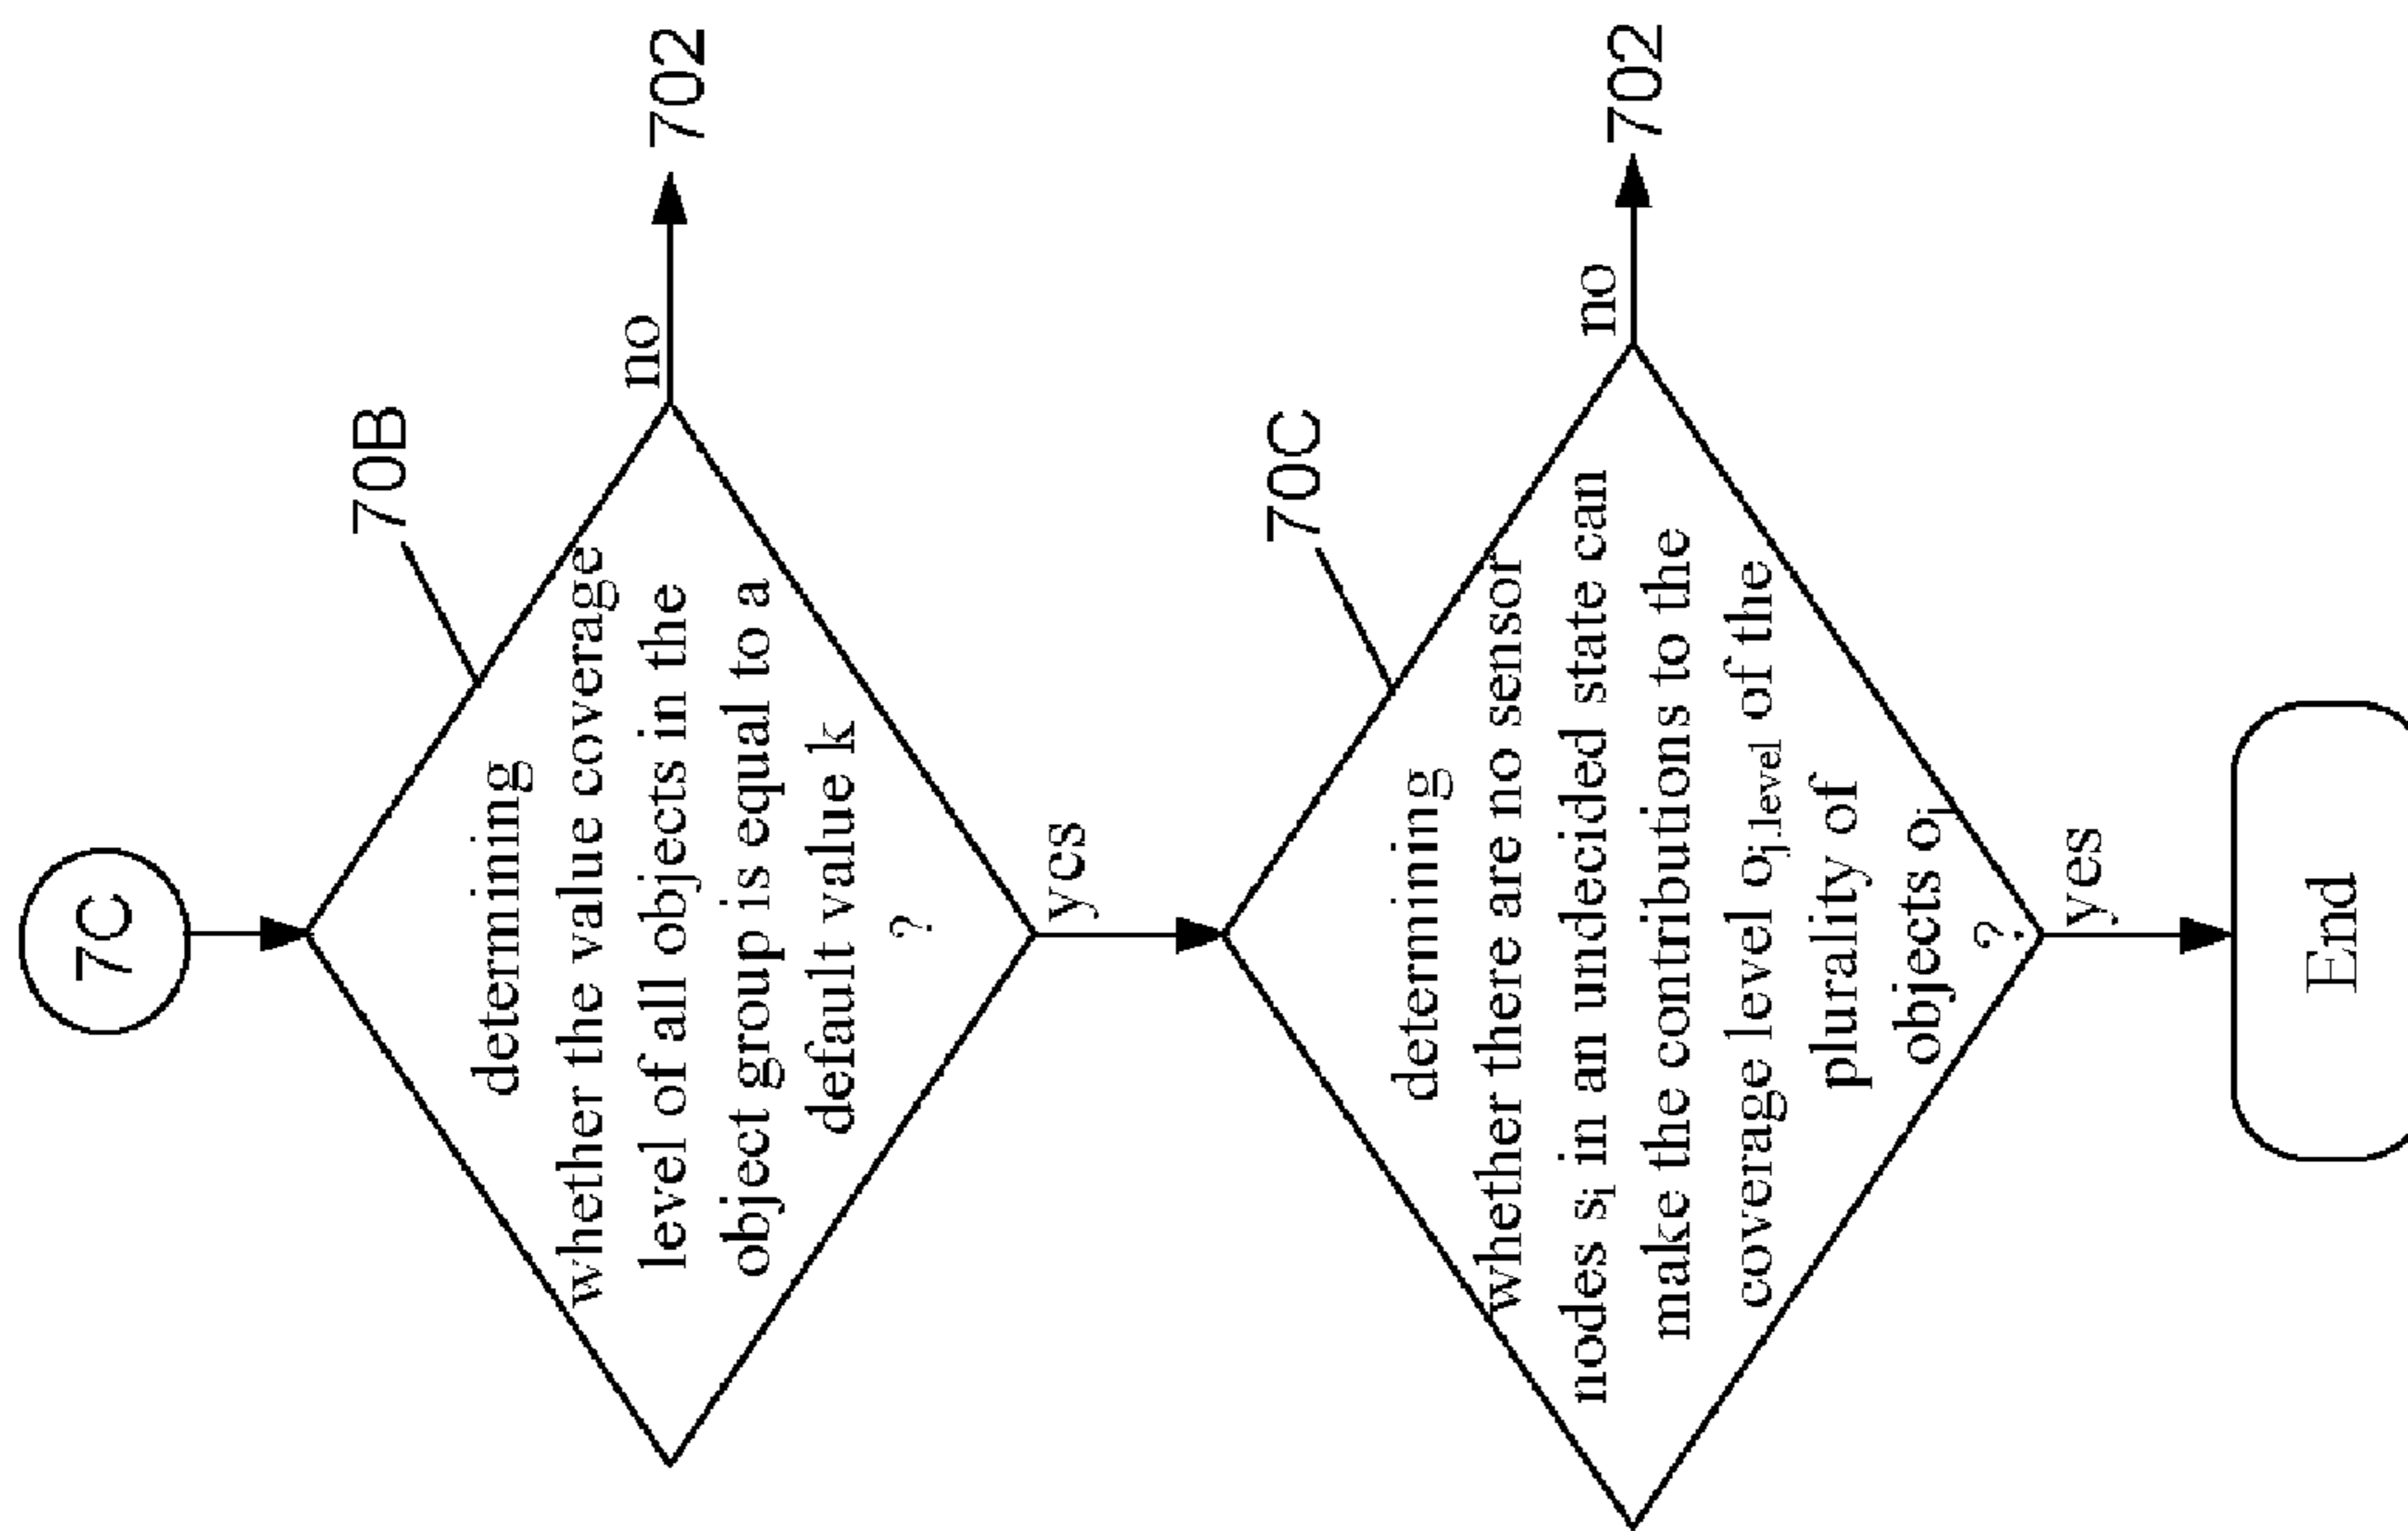 7C
70B
determining
whether the value coverage
level of all objects in the
object group is equal to a
default value k
?
no
702
yes
70C
determining
whether there are no sensor
nodes si in an undecided state can
make the contributions to the
coverage level oj.level of the
plurality of
objects oj
?
no
702
yes
End